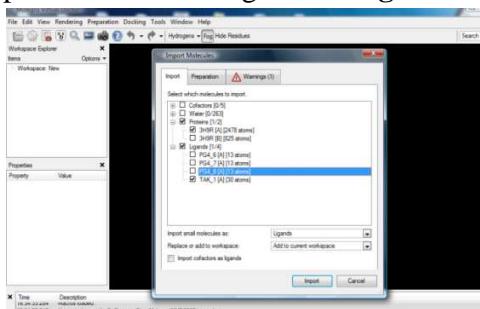 File Edit View Rendering Preparation Docking Tools Window Help
Hydrogens Fog Hide Residues Search
Workspace Explorer
Items Options
Workspace: New
Properties
Property Value
Import Molecules
Import Preparation Warnings (3)
Select which molecules to import.
Cofactors [0/5]
Water [0/263]
Proteins [1/2]
3H9R [A] [2478 atoms]
3H9R [B] [825 atoms]
Ligands [1/4]
PG4_6 [A] [13 atoms]
PG4_7 [A] [13 atoms]
PG4_8 [A] [13 atoms]
TAK_1 [A] [30 atoms]
Import small molecules as: Ligands
Replace or add to workspace: Add to current workspace
Import cofactors as ligands
Import Cancel
Time Description